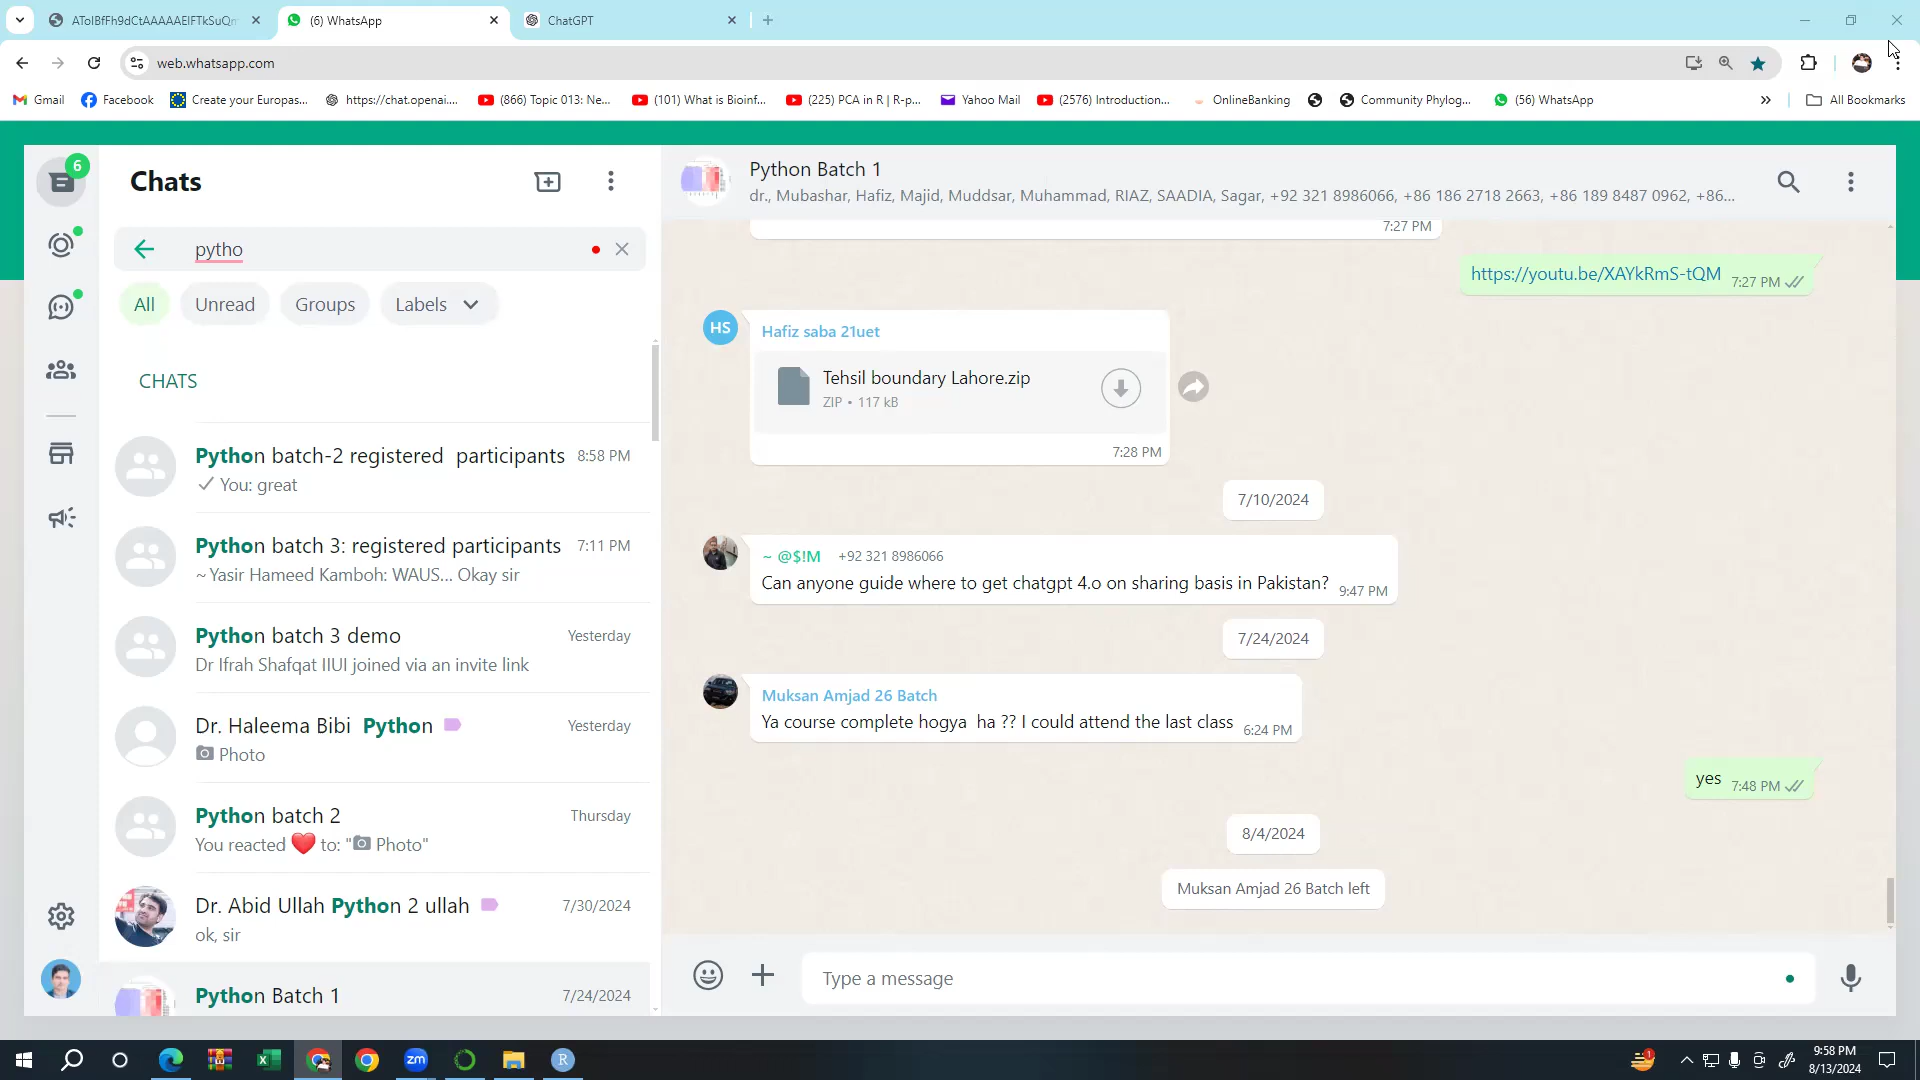 AToIBfFh9dCtAAAAAElFTkSuQm
(6) WhatsApp
ChatGPT
web.whatsapp.com
Gmail
Facebook
Create your Europas...
https://chat.openai....
(866) Topic 013: Ne...
(101) What is Bioinf...
(225) PCA in R | R-p...
Yahoo Mail
(2576) Introduction...
OnlineBanking
Community Phylog...
(56) WhatsApp
All Bookmarks
6
Chats
pytho
All
Unread
Groups
Labels
CHATS
Python batch-2 registered participants
8:58 PM
You: great
Python batch 3: registered participants
7:11 PM
~ Yasir Hameed Kamboh: WAUS... Okay sir
Python batch 3 demo
Yesterday
Dr Ifrah Shafqat IIUI joined via an invite link
Dr. Haleema Bibi Python
Yesterday
Photo
Python batch 2
Thursday
You reacted ❤️ to: "📷 Photo"
Dr. Abid Ullah Python 2 ullah
7/30/2024
ok, sir
Python Batch 1
7/24/2024
Python Batch 1
dr., Mubashar, Hafiz, Majid, Muddsar, Muhammad, RIAZ, SAADIA, Sagar, +92 321 8986066, +86 186 2718 2663, +86 189 8487 0962, +86...
7:27 PM
https://youtu.be/XAYkRmS-tQM
7:27 PM
HS
Hafiz saba 21uet
Tehsil boundary Lahore.zip
ZIP • 117 kB
7:28 PM
7/10/2024
~ @$!M +92 321 8986066
Can anyone guide where to get chatgpt 4.o on sharing basis in Pakistan?
9:47 PM
7/24/2024
Muksan Amjad 26 Batch
Ya course complete hogya ha ?? I could attend the last class
6:24 PM
yes
7:48 PM
8/4/2024
Muksan Amjad 26 Batch left
Type a message
zm
R
1
9:58 PM
8/13/2024